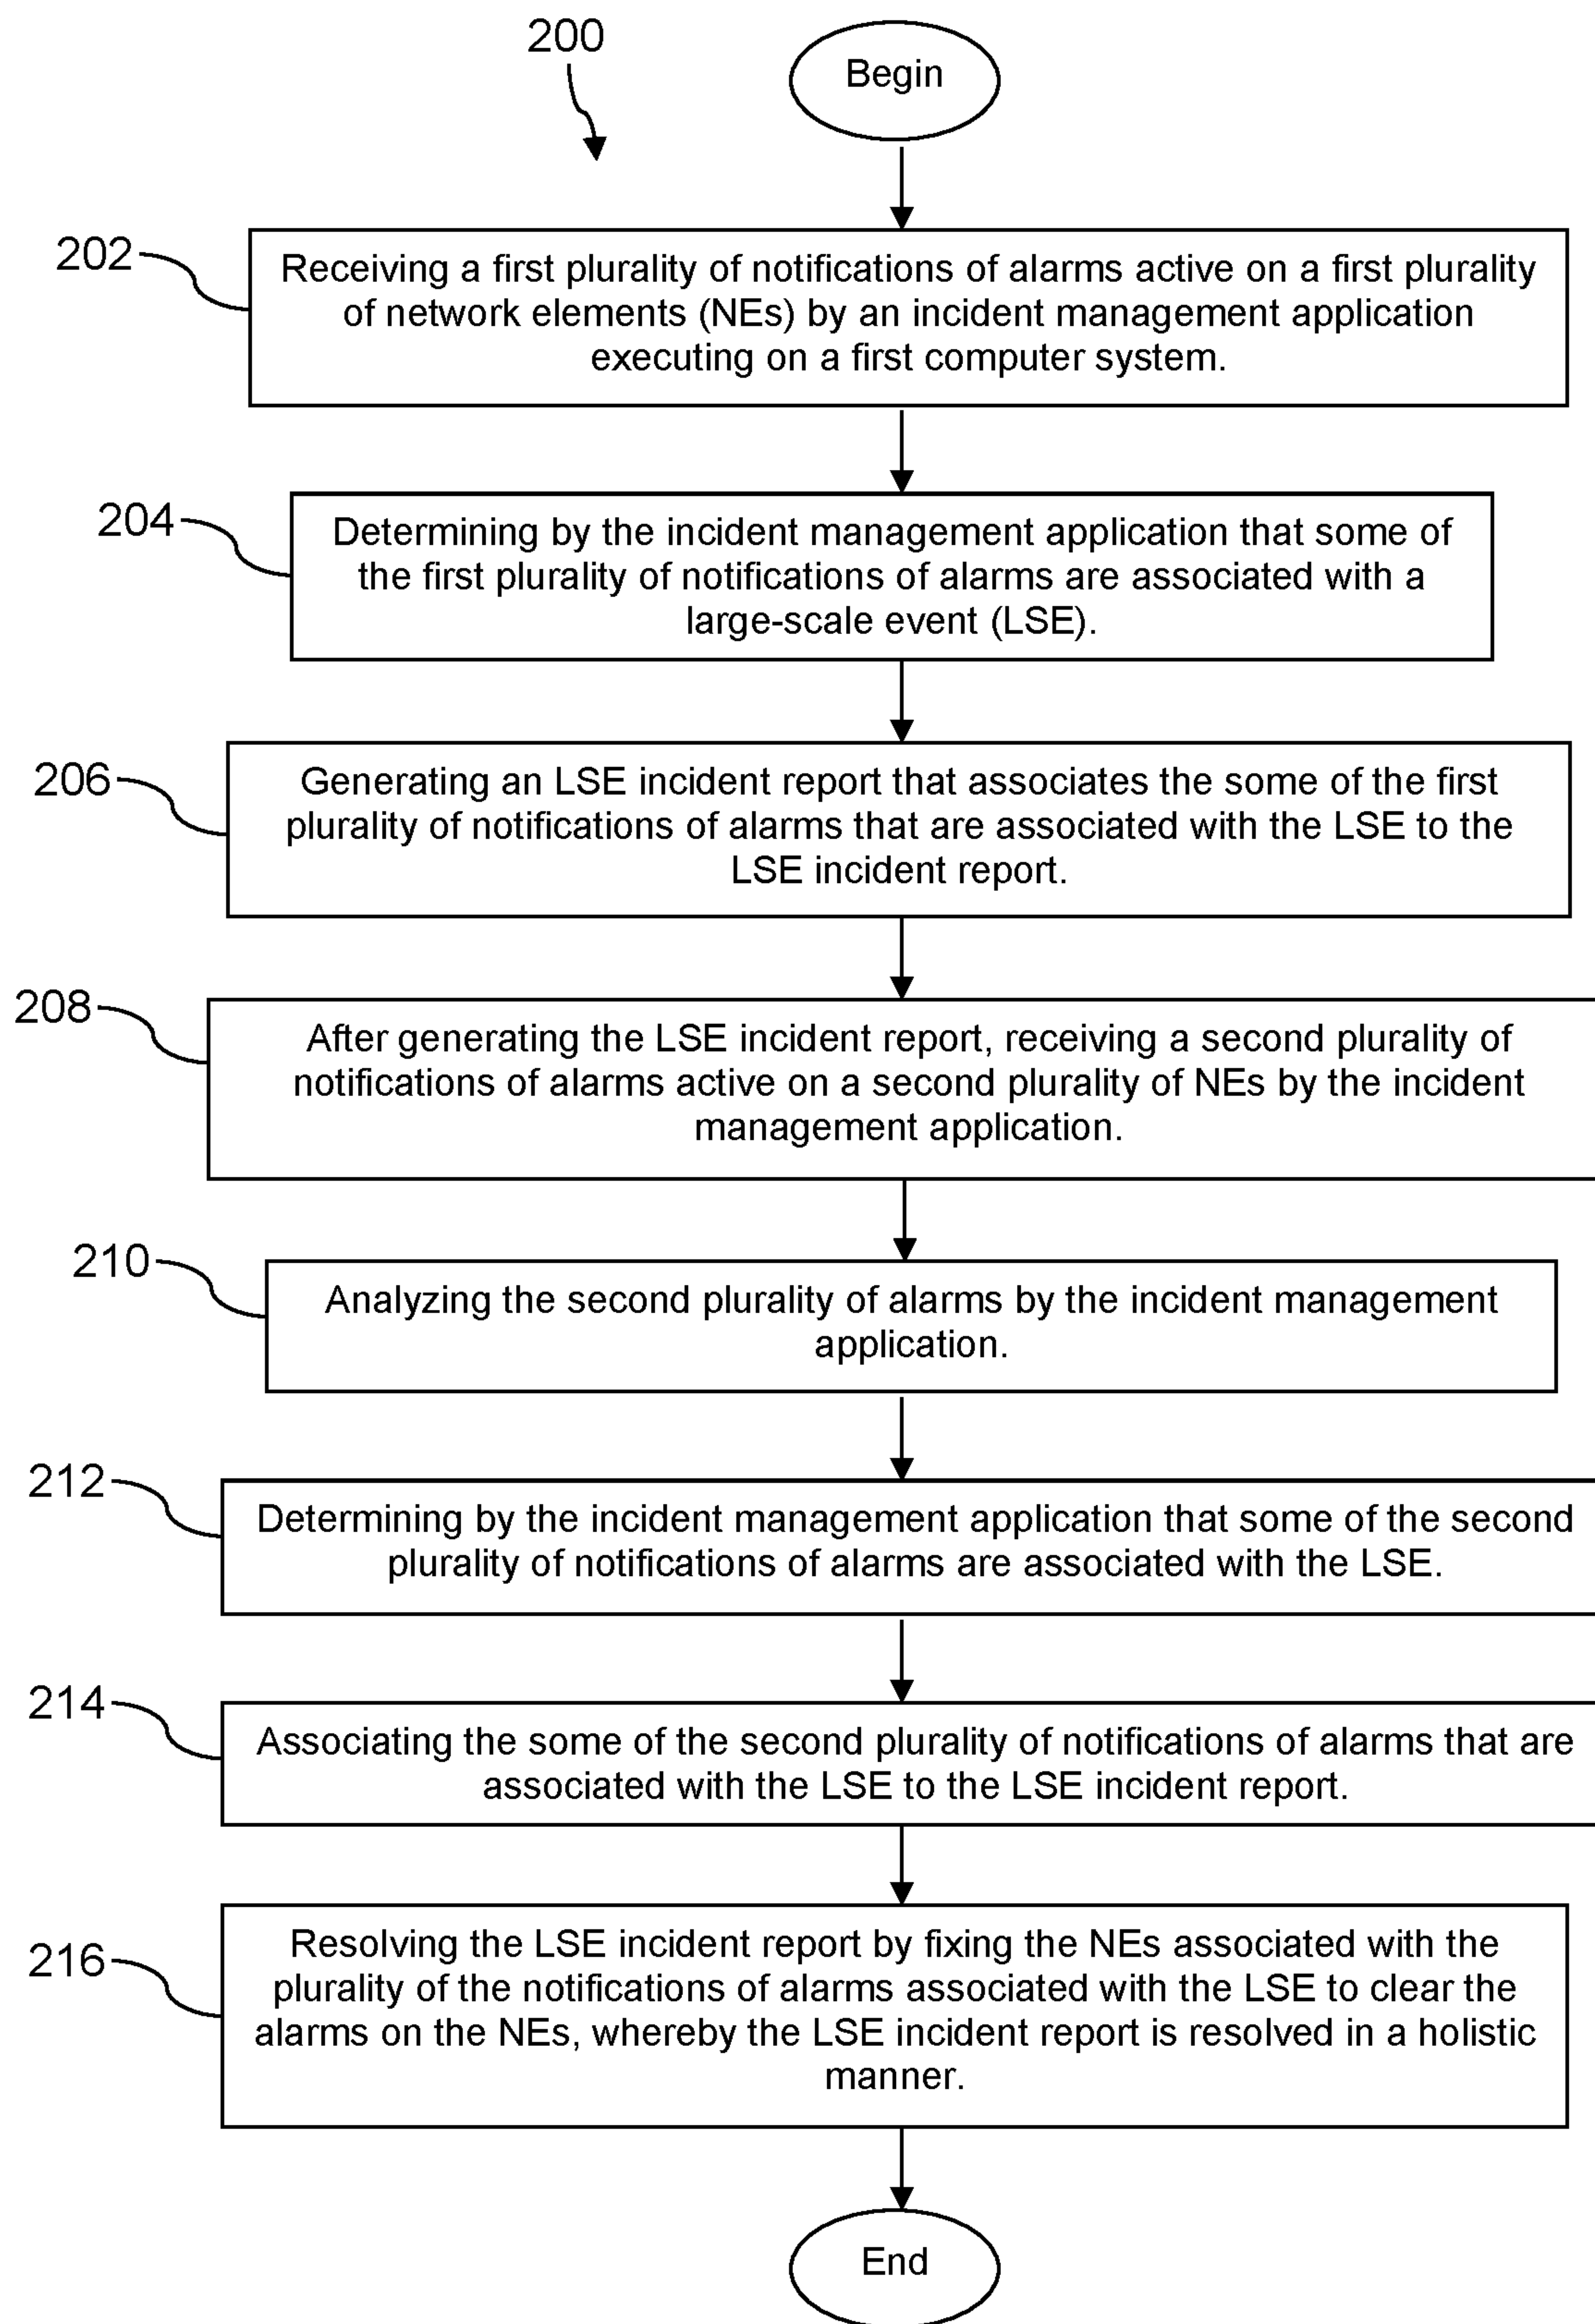 200
Begin
202
Receiving a first plurality of notifications of alarms active on a first plurality
of network elements (NEs) by an incident management application
executing on a first computer system.
204
Determining by the incident management application that some of
the first plurality of notifications of alarms are associated with a
large-scale event (LSE).
206
Generating an LSE incident report that associates the some of the first
plurality of notifications of alarms that are associated with the LSE to the
LSE incident report.
208
After generating the LSE incident report, receiving a second plurality of
notifications of alarms active on a second plurality of NEs by the incident
management application.
210
Analyzing the second plurality of alarms by the incident management
application.
212
Determining by the incident management application that some of the second
plurality of notifications of alarms are associated with the LSE.
214
Associating the some of the second plurality of notifications of alarms that are
associated with the LSE to the LSE incident report.
216
Resolving the LSE incident report by fixing the NEs associated with the
plurality of the notifications of alarms associated with the LSE to clear the
alarms on the NEs, whereby the LSE incident report is resolved in a holistic
manner.
End